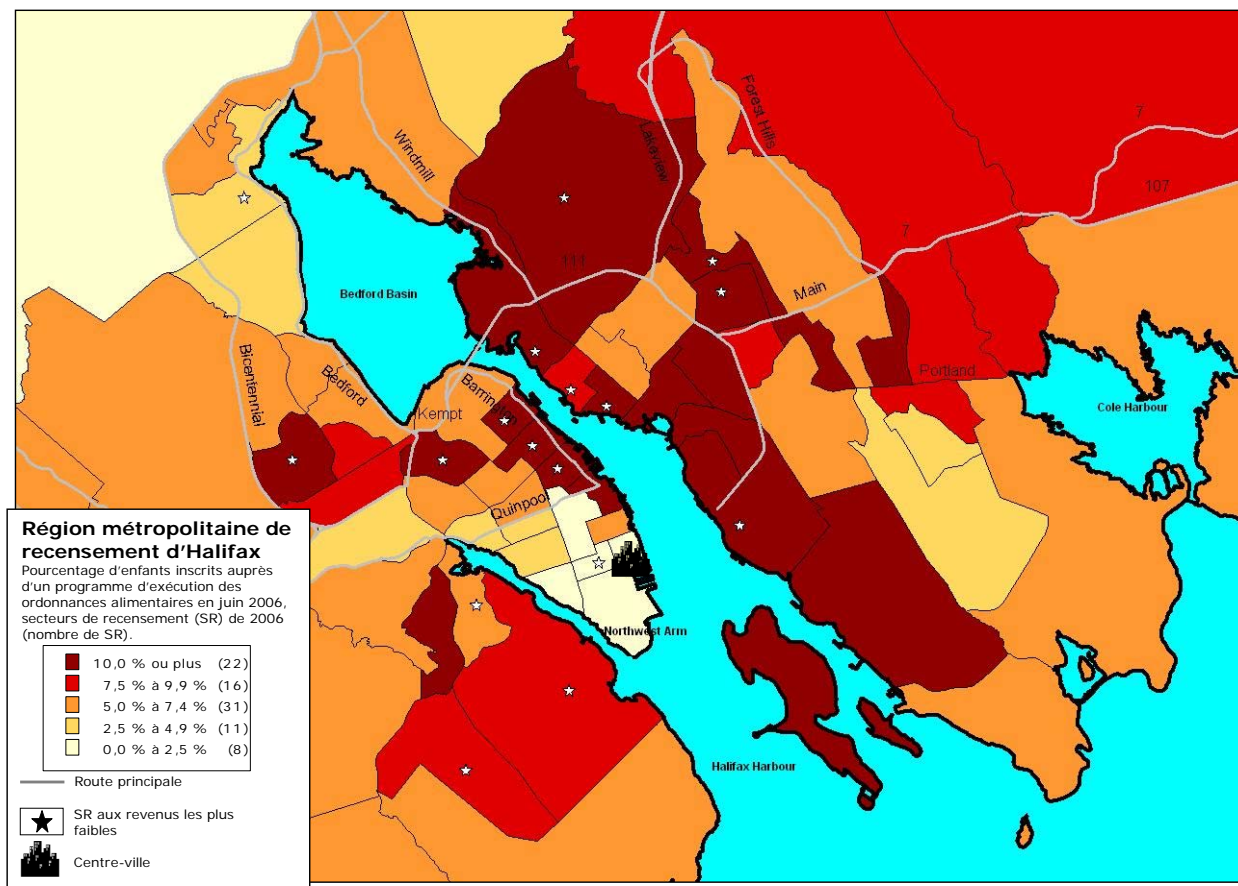 Forest Hills
7
Lakeview
Windmill
107
7
111
Main
Bedford Basin
Portland
Cole Harbour
Bicentennial
Bedford
Barrington
Kempt
Quinpool
Northwest Arm
Halifax Harbour
Région métropolitaine de
recensement d'Halifax
Pourcentage d'enfants inscrits auprès
d'un programme d'exécution des
ordonnances alimentaires en juin 2006,
secteurs de recensement (SR) de 2006
(nombre de SR).
10,0 % ou plus (22)
7,5 % à 9,9 % (16)
5,0 % à 7,4 % (31)
2,5 % à 4,9 % (11)
0,0 % à 2,5 % (8)
Route principale
SR aux revenus les plus
faibles
Centre-ville